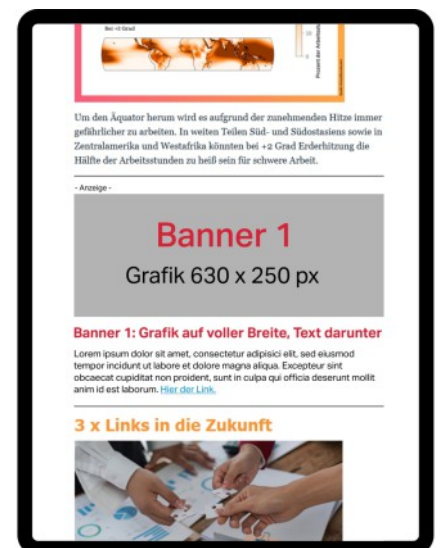 Bei +2 Grad
Um den Äquator herum wird es aufgrund der zunehmenden Hitze immer
gefährlicher zu arbeiten. In weiten Teilen Süd- und Südostasiens sowie in
Zentralamerika und Westafrika könnten bei +2 Grad Erderhitzung die
Hälfte der Arbeitsstunden zu heiß sein für schwere Arbeit.
- Anzeige -
Banner 1
Grafik 630 x 250 px
Banner 1: Grafik auf voller Breite, Text darunter
Lorem ipsum dolor sit amet, consectetur adipisici elit, sed eiusmod
tempor incidunt ut labore et dolore magna aliqua. Excepteur sint
obcaecat cupiditat non proident, sunt in culpa qui officia deserunt mollit
anim id est laborum. Hier der Link.
3 x Links in die Zukunft